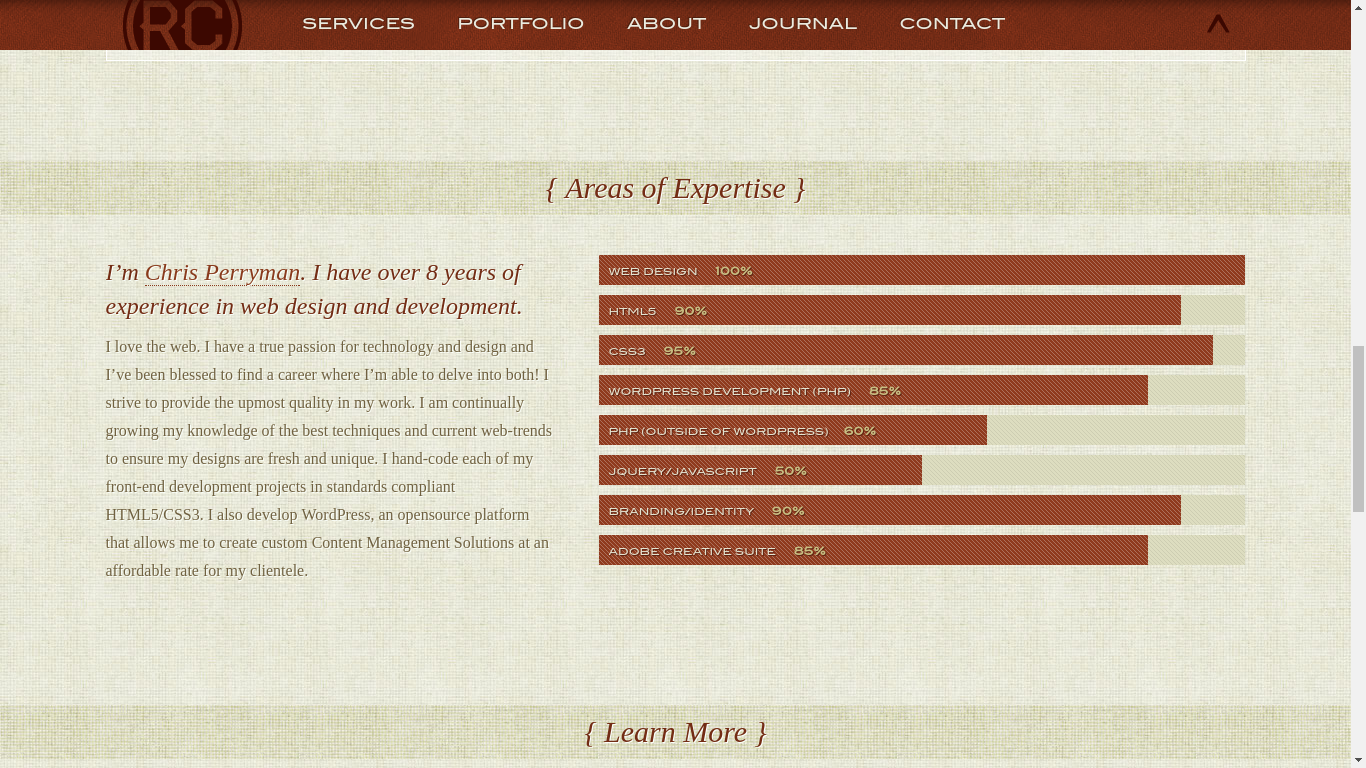 RC
SERVICES PORTFOLIO ABOUT JOURNAL CONTACT
{ Areas of Expertise }
I’m Chris Perryman. I have over 8 years of
experience in web design and development.
I love the web. I have a true passion for technology and design and
I’ve been blessed to find a career where I’m able to delve into both! I
strive to provide the upmost quality in my work. I am continually
growing my knowledge of the best techniques and current web-trends
to ensure my designs are fresh and unique. I hand-code each of my
front-end development projects in standards compliant
HTML5/CSS3. I also develop WordPress, an opensource platform
that allows me to create custom Content Management Solutions at an
affordable rate for my clientele.
WEB DESIGN 100%
HTML5 90%
CSS3 95%
WORDPRESS DEVELOPMENT (PHP) 85%
PHP (OUTSIDE OF WORDPRESS) 60%
JQUERY/JAVASCRIPT 50%
BRANDING/IDENTITY 90%
ADOBE CREATIVE SUITE 85%
{ Learn More }